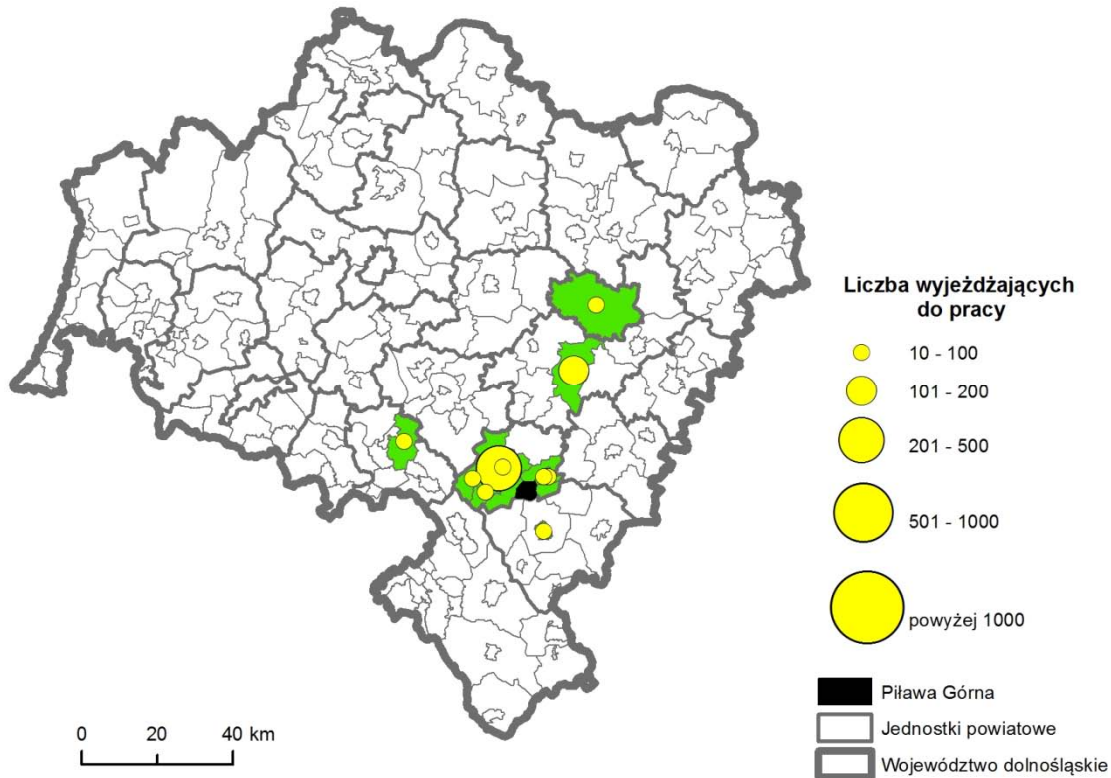 Liczba wyjeżdżających
do pracy
10 - 100
101 - 200
201 - 500
501 - 1000
powyżej 1000
Piława Górna
Jednostki powiatowe
Województwo dolnośląskie
0 20 40 km